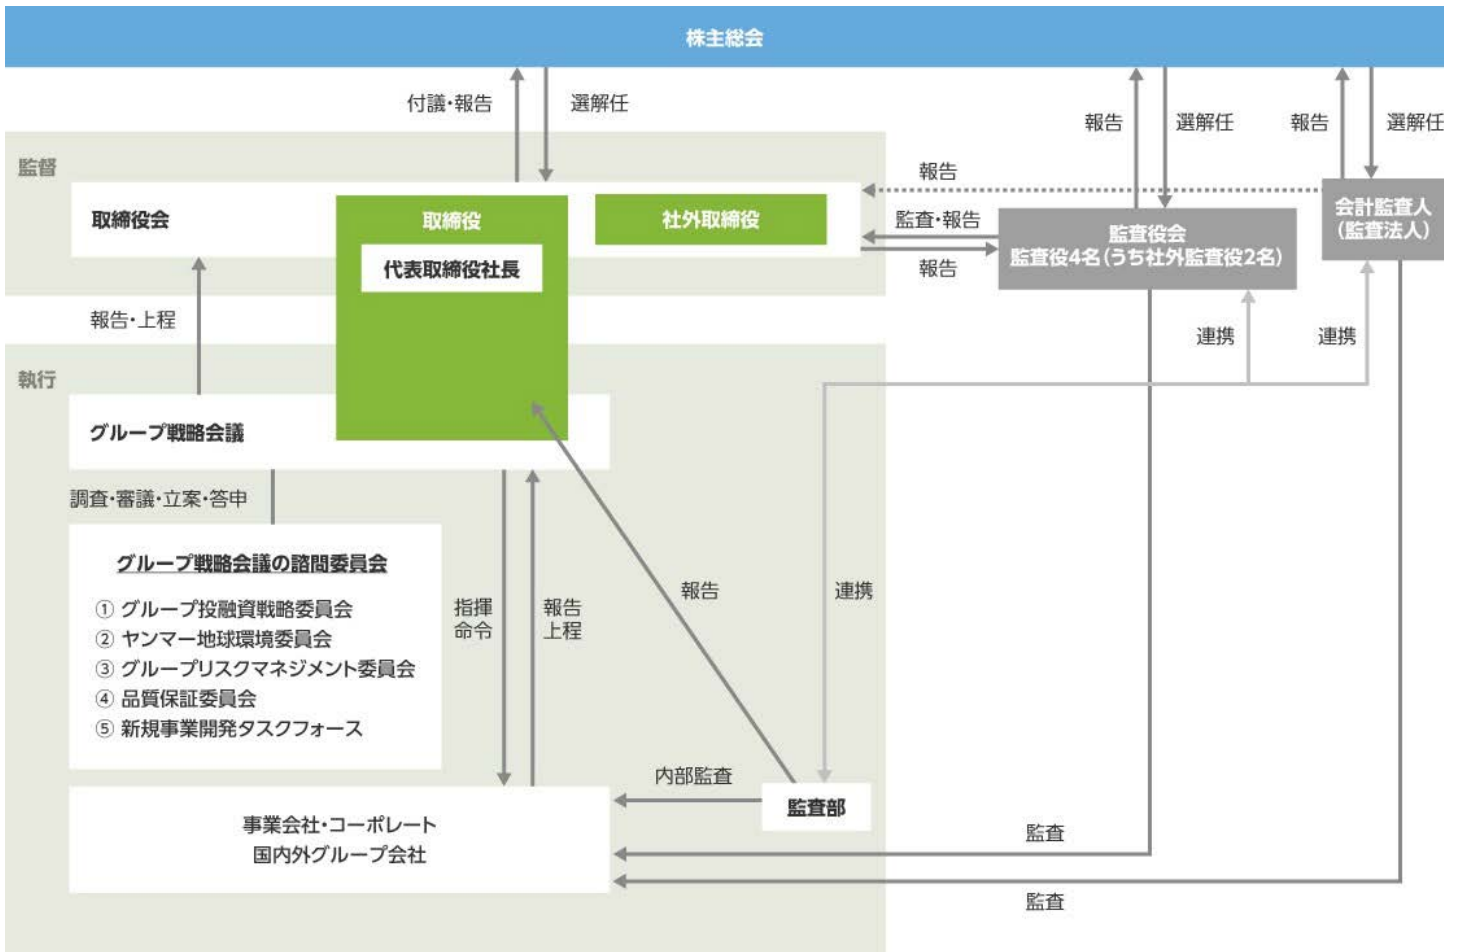 株主総会
付議・報告
選解任
報告
選解任
報告
選解任
監督
取締役会
取締役
代表取締役社長
社外取締役
報告
監査・報告
報告
監査役会
監査役4名(うち社外監査役2名)
会計監査人
(監査法人)
報告・上程
連携
連携
執行
グループ戦略会議
調査・審議・立案・答申
グループ戦略会議の諮問委員会
① グループ投融資戦略委員会
② ヤンマー地球環境委員会
③ グループリスクマネジメント委員会
④ 品質保証委員会
⑤ 新規事業開発タスクフォース
指揮
命令
報告
上程
報告
連携
内部監査
監査部
事業会社・コーポレート
国内外グループ会社
監査
監査